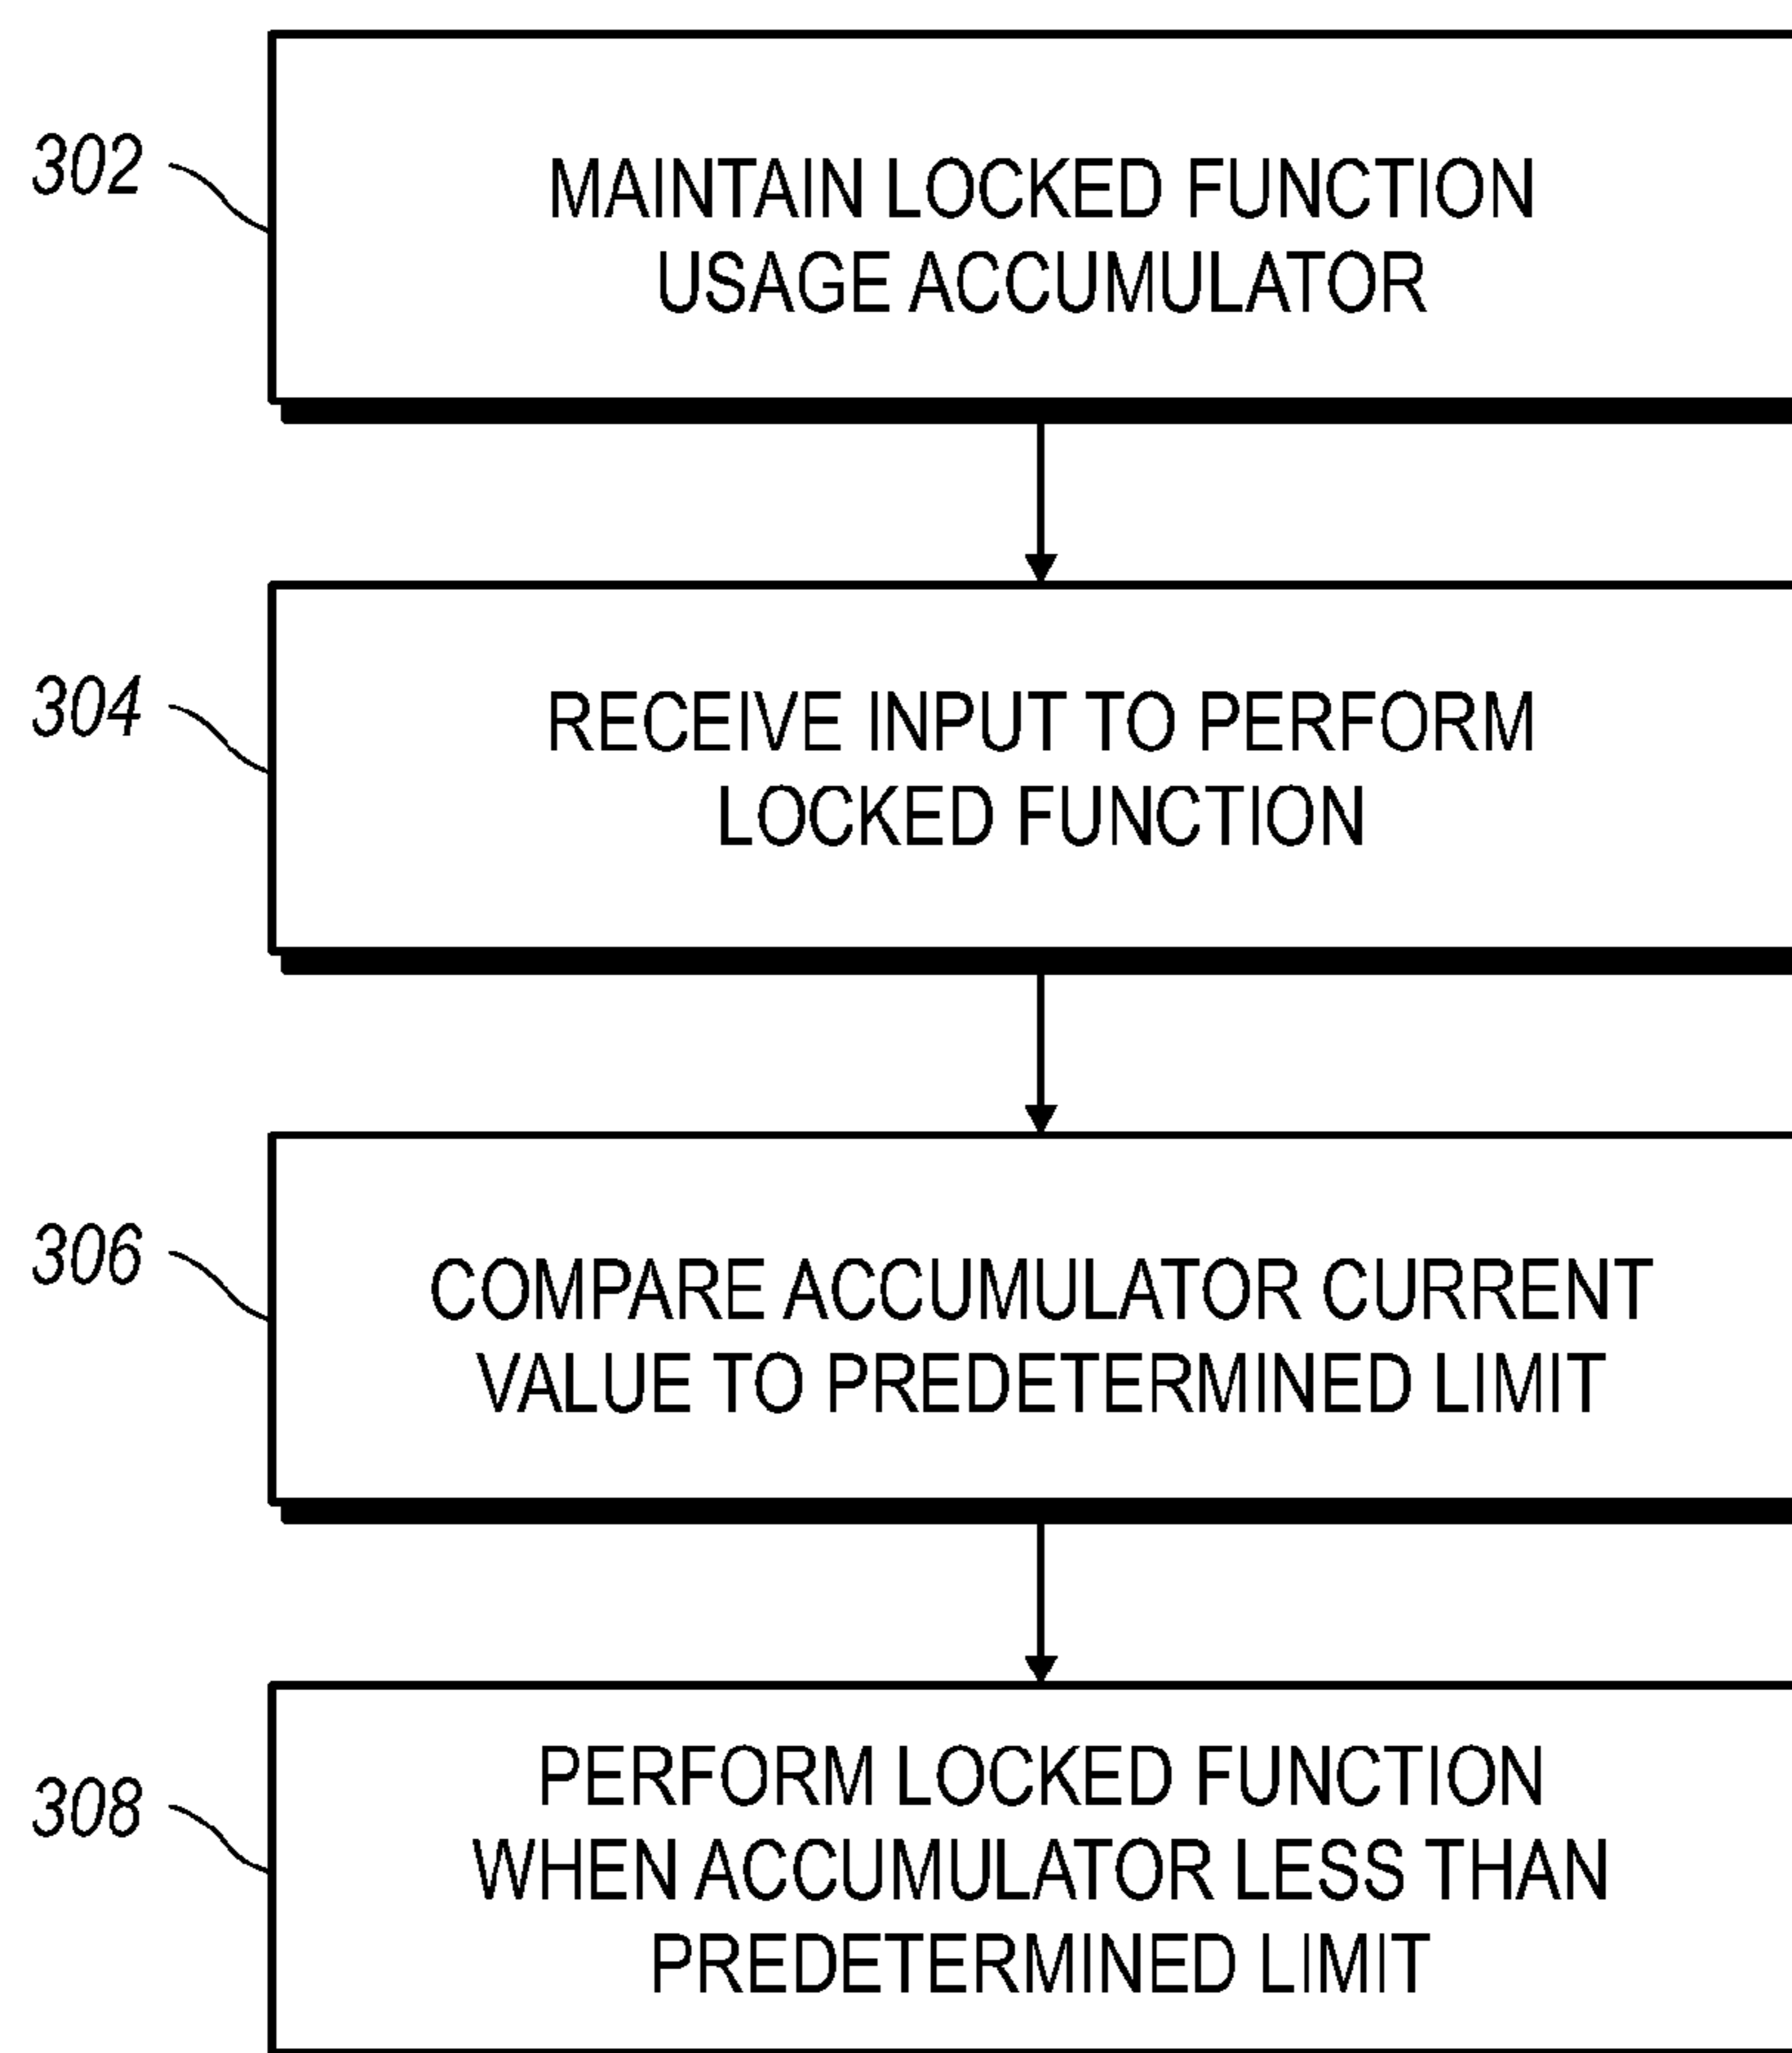 302
MAINTAIN LOCKED FUNCTION
USAGE ACCUMULATOR
304
RECEIVE INPUT TO PERFORM
LOCKED FUNCTION
306
COMPARE ACCUMULATOR CURRENT
VALUE TO PREDETERMINED LIMIT
308
PERFORM LOCKED FUNCTION
WHEN ACCUMULATOR LESS THAN
PREDETERMINED LIMIT